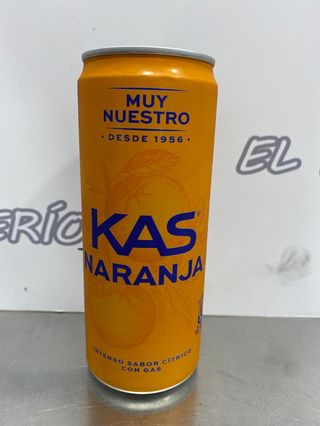 MUY
NUESTRO
• DESDE 1956 •
EL
ERÍO
KAS
NARANJA
INTENSO SABOR CÍTRICO
CON GAS